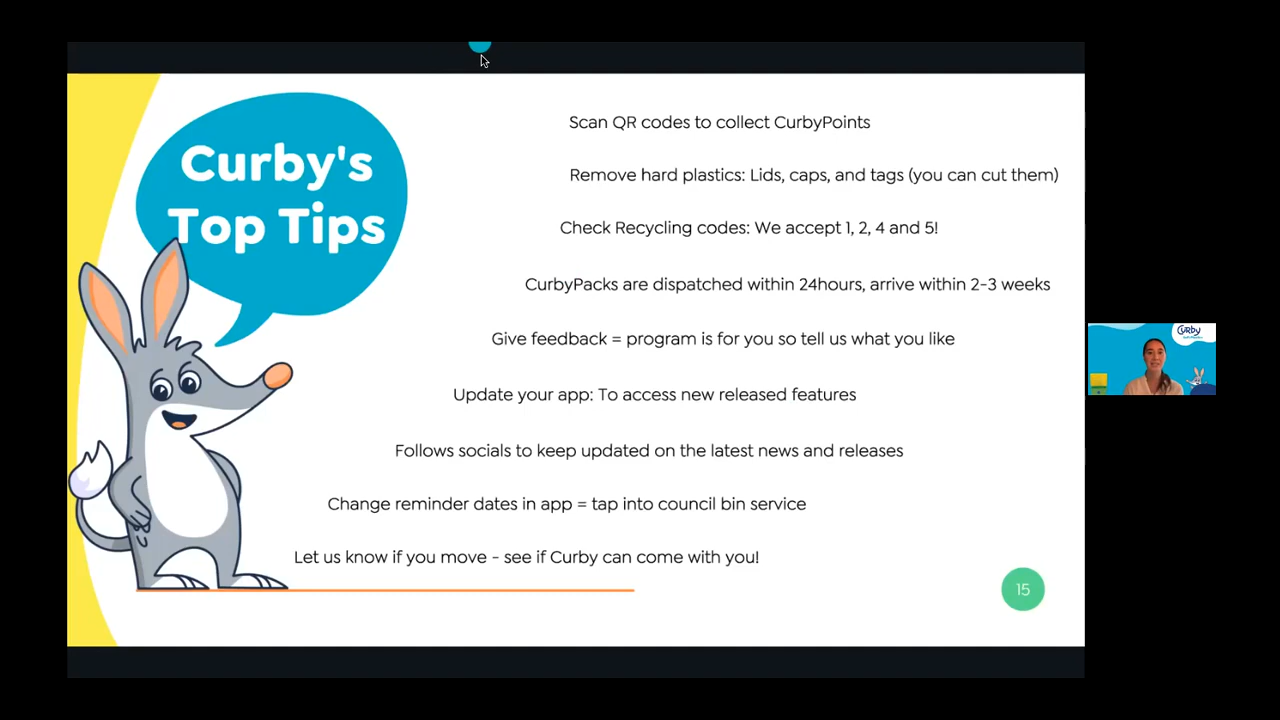 Curby's
Top Tips
Scan QR codes to collect CurbyPoints
Remove hard plastics: Lids, caps, and tags (you can cut them)
Check Recycling codes: We accept 1, 2, 4 and 5!
CurbyPacks are dispatched within 24hours, arrive within 2-3 weeks
Give feedback = program is for you so tell us what you like
Update your app: To access new released features
Follows socials to keep updated on the latest news and releases
Change reminder dates in app = tap into council bin service
Let us know if you move - see if Curby can come with you!
15
Curby